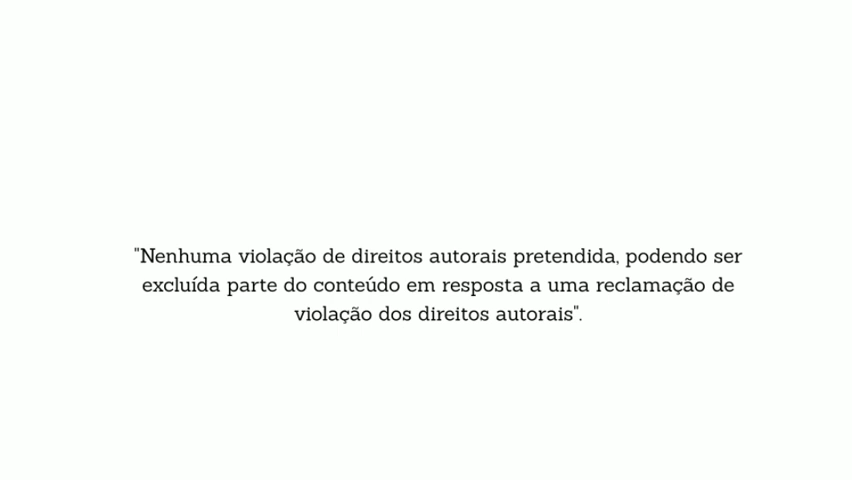 "Nenhuma violação de direitos autorais pretendida, podendo ser
excluída parte do conteúdo em resposta a uma reclamação de
violação dos direitos autorais".